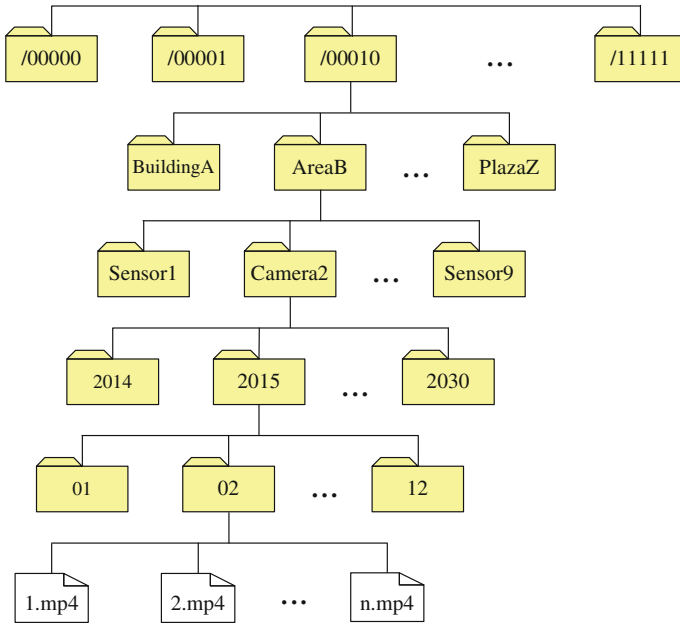 /00000 /00001 /00010 ... /11111
BuildingA AreaB ... PlazaZ
Sensor1 Camera2 ... Sensor9
2014 2015 ... 2030
01 02 ... 12
1.mp4 2.mp4 ... n.mp4